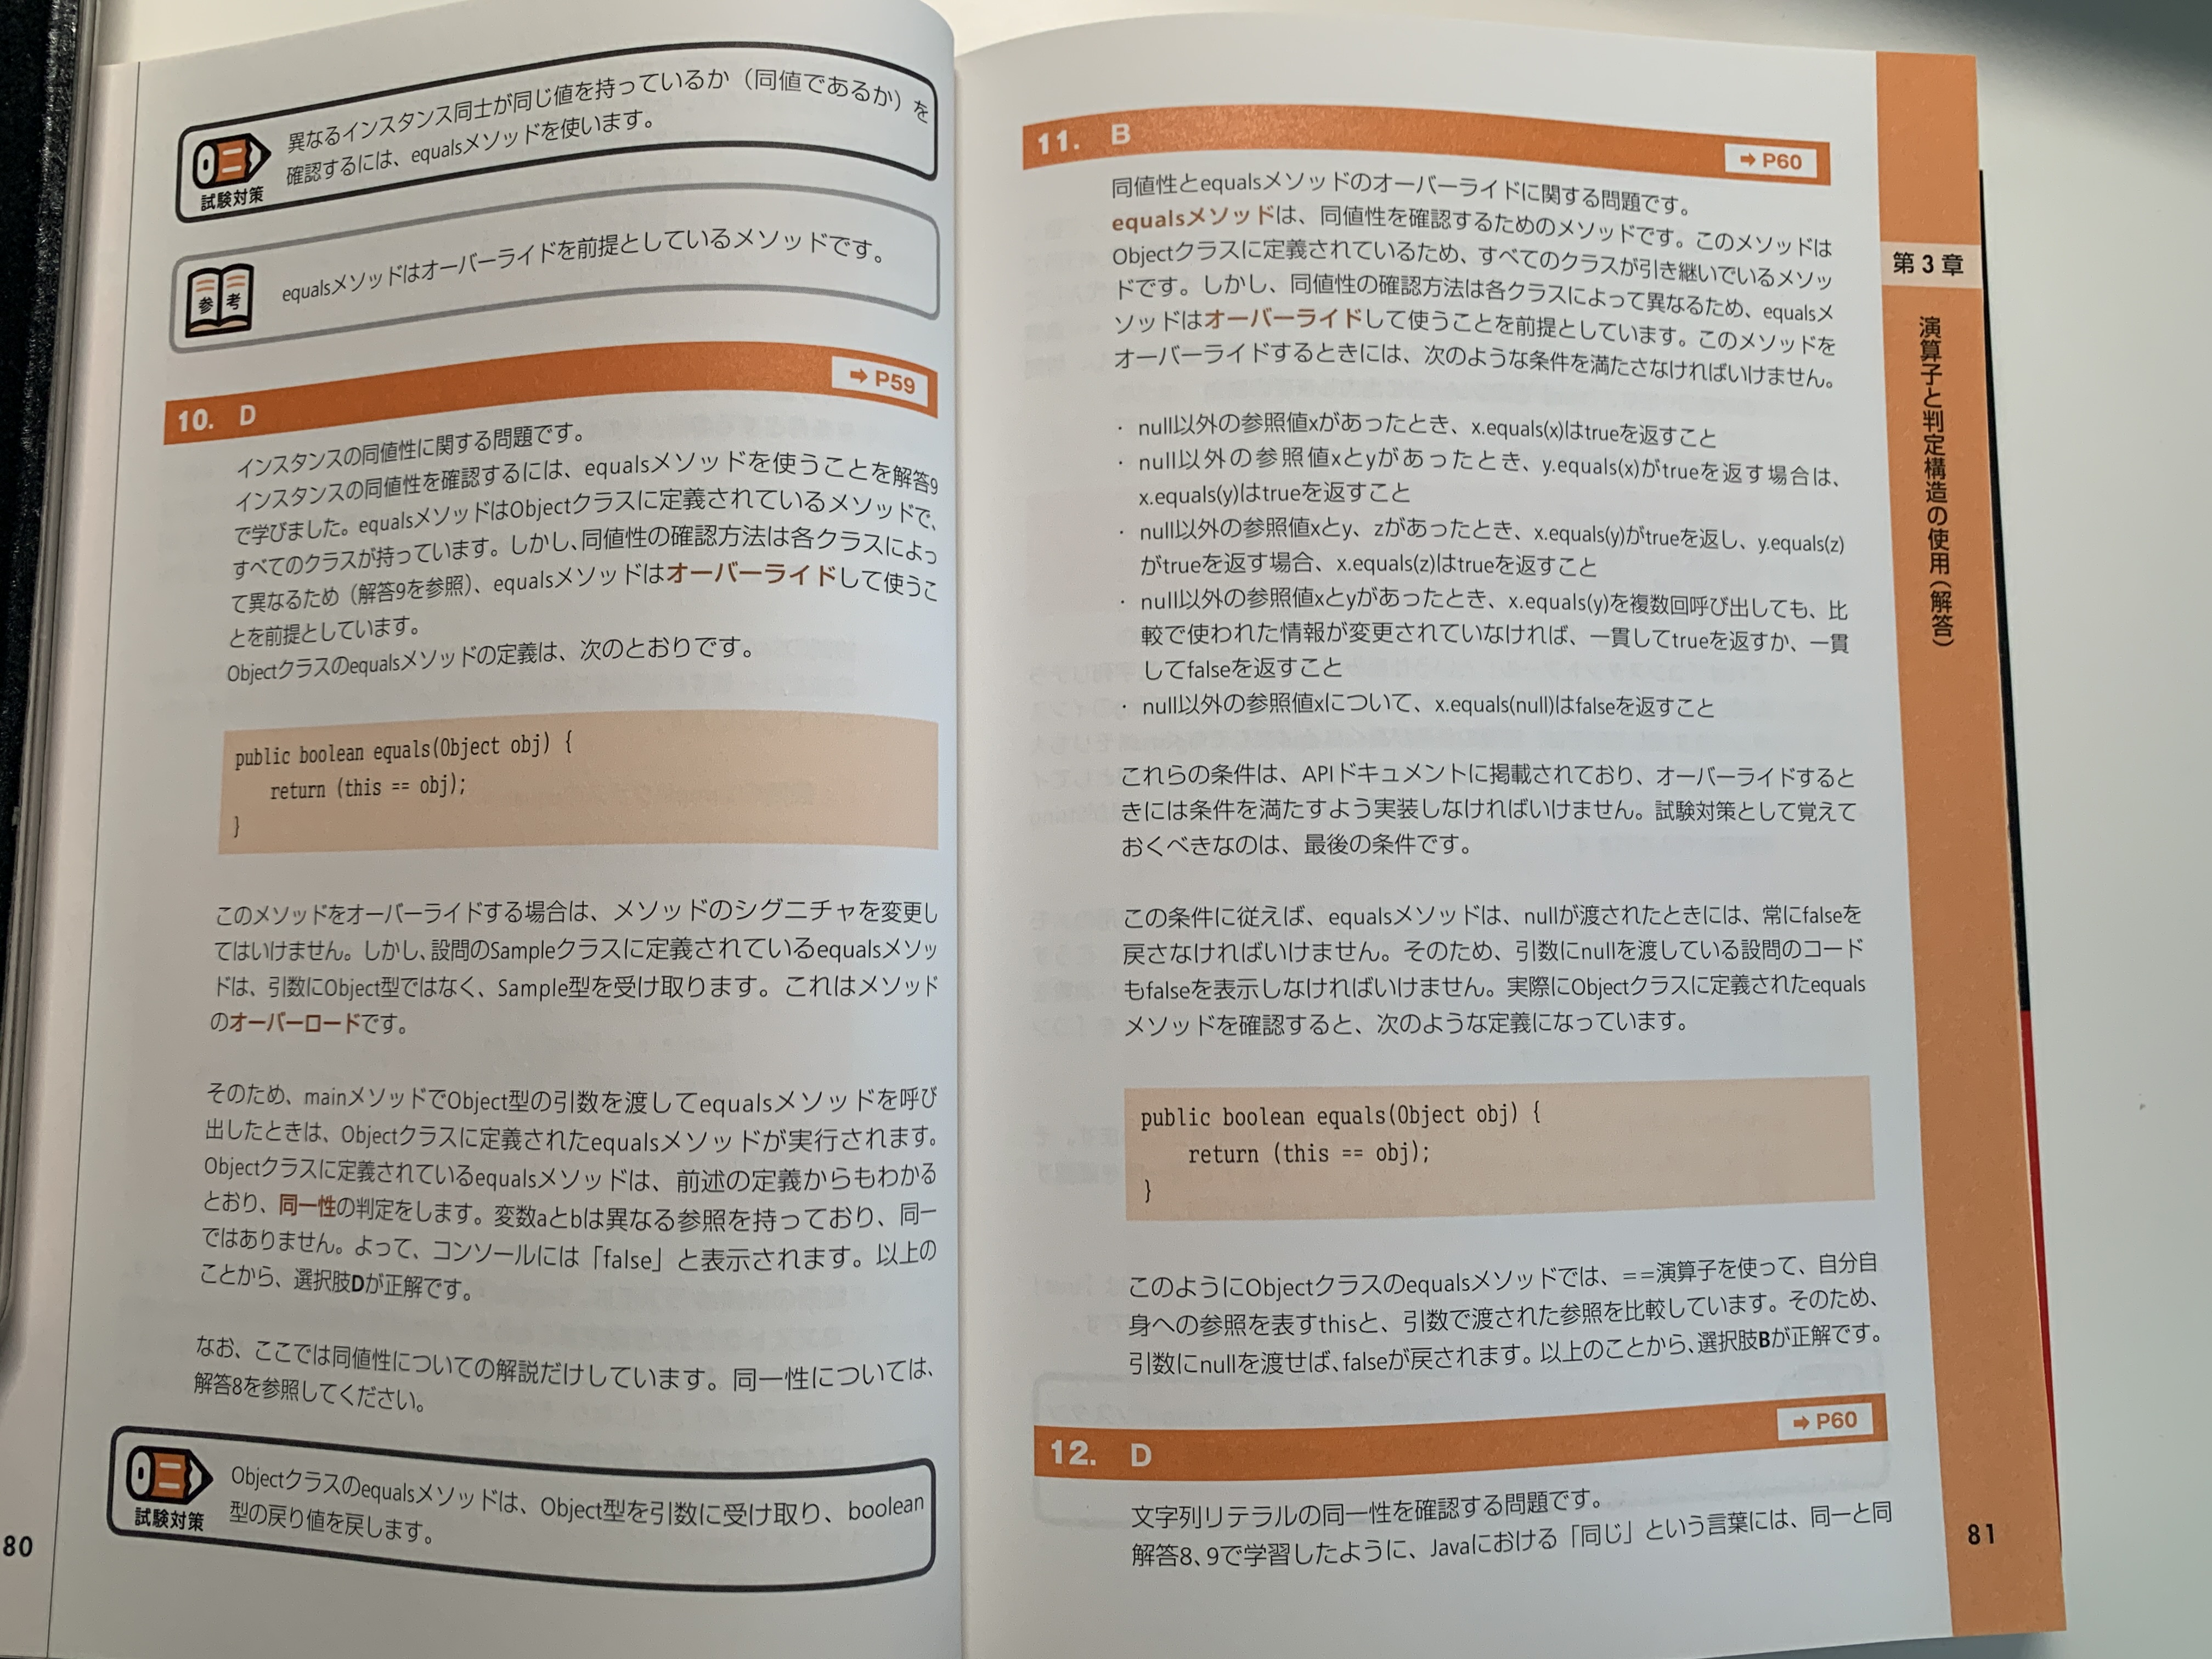 異なるインスタンス同士が同じ値を持っているか（同値であるか）を
確認するには、equalsメソッドを使います。
試験対策
equalsメソッドはオーバーライドを前提としているメソッドです。
参考
10. D
➡ P59
インスタンスの同値性に関する問題です。
インスタンスの同値性を確認するには、equalsメソッドを使うことを解答9
で学びました。equalsメソッドはObjectクラスに定義されているメソッドで、
すべてのクラスが持っています。しかし、同値性の確認方法は各クラスによっ
て異なるため（解答9を参照）、equalsメソッドはオーバーライドして使うこ
とを前提としています。
Objectクラスのequalsメソッドの定義は、次のとおりです。
public boolean equals(Object obj) {
return (this == obj);
}
このメソッドをオーバーライドする場合は、メソッドのシグニチャを変更し
てはいけません。しかし、設問のSampleクラスに定義されているequalsメソッ
ドは、引数にObject型ではなく、Sample型を受け取ります。これはメソッド
のオーバーロードです。
そのため、mainメソッドでObject型の引数を渡してequalsメソッドを呼び
出したときは、Objectクラスに定義されたequalsメソッドが実行されます。
Objectクラスに定義されているequalsメソッドは、前述の定義からもわかる
とおり、同一性の判定をします。変数aとbは異なる参照を持っており、同一
ではありません。よって、コンソールには「false」と表示されます。以上の
ことから、選択肢Dが正解です。
なお、ここでは同値性についての解説だけしています。同一性については、
解答8を参照してください。
Objectクラスのequalsメソッドは、Object型を引数に受け取り、boolean
型の戻り値を戻します。
試験対策
80
11. B
➡ P60
同値性とequalsメソッドのオーバーライドに関する問題です。
equalsメソッドは、同値性を確認するためのメソッドです。このメソッドは
Objectクラスに定義されているため、すべてのクラスが引き継いでいるメソッ
ドです。しかし、同値性の確認方法は各クラスによって異なるため、equalsメ
ソッドはオーバーライドして使うことを前提としています。このメソッドを
オーバーライドするときには、次のような条件を満たさなければいけません。
・ null以外の参照値xがあったとき、x.equals(x)はtrueを返すこと
・ null以外の参照値xとyがあったとき、y.equals(x)がtrueを返す場合は、
x.equals(y)はtrueを返すこと
・ null以外の参照値xとy、zがあったとき、x.equals(y)がtrueを返し、y.equals(z)
がtrueを返す場合、x.equals(z)はtrueを返すこと
・ null以外の参照値xとyがあったとき、x.equals(y)を複数回呼び出しても、比
較で使われた情報が変更されていなければ、一貫してtrueを返すか、一貫
してfalseを返すこと
・ null以外の参照値xについて、x.equals(null)はfalseを返すこと
これらの条件は、APIドキュメントに掲載されており、オーバーライドすると
きには条件を満たすよう実装しなければいけません。試験対策として覚えて
おくべきなのは、最後の条件です。
この条件に従えば、equalsメソッドは、nullが渡されたときには、常にfalseを
戻さなければいけません。そのため、引数にnullを渡している設問のコード
もfalseを表示しなければいけません。実際にObjectクラスに定義されたequals
メソッドを確認すると、次のような定義になっています。
public boolean equals(Object obj) {
return (this == obj);
}
このようにObjectクラスのequalsメソッドでは、==演算子を使って、自分自
身への参照を表すthisと、引数で渡された参照を比較しています。そのため、
引数にnullを渡せば、falseが戻されます。以上のことから、選択肢Bが正解です。
12. D
➡ P60
文字列リテラルの同一性を確認する問題です。
解答8、9で学習したように、Javaにおける「同じ」という言葉には、同一と同
第3章
演算子と判定構造の使用（解答）
81